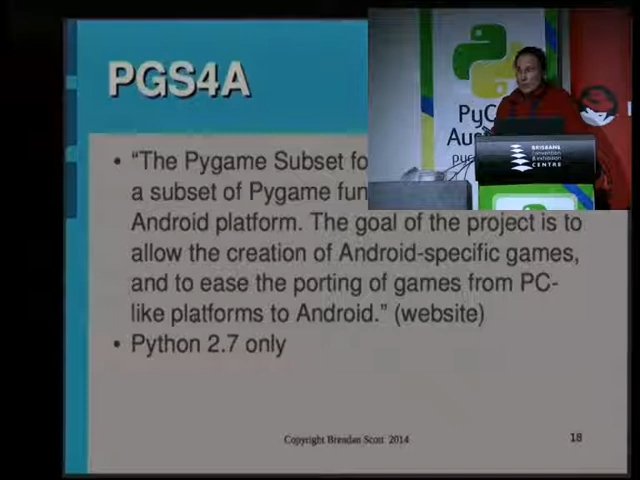 PGS4A
• “The Pygame Subset fo
a subset of Pygame fun
Android platform. The goal of the project is to
allow the creation of Android-specific games,
and to ease the porting of games from PC-
like platforms to Android.” (website)
• Python 2.7 only
Copyright Brendan Scott 2014
18
PyC
Aus
BRISBANE
CENTRE